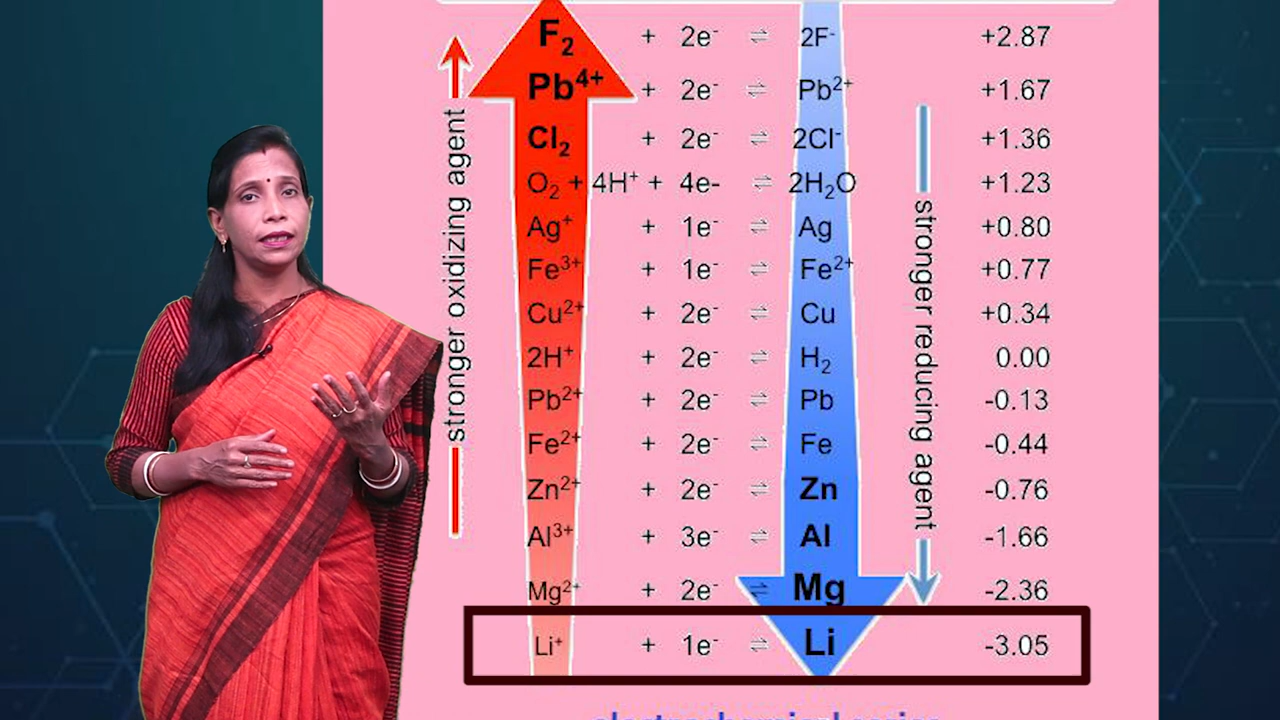 F₂ + 2e⁻ ⇌ 2F⁻ +2.87
Pb⁴⁺ + 2e⁻ ⇌ Pb²⁺ +1.67
Cl₂ + 2e⁻ ⇌ 2Cl⁻ +1.36
O₂ + 4H⁺ + 4e- ⇌ 2H₂O +1.23
Ag⁺ + 1e⁻ ⇌ Ag +0.80
Fe³⁺ + 1e⁻ ⇌ Fe²⁺ +0.77
Cu²⁺ + 2e⁻ ⇌ Cu +0.34
2H⁺ + 2e⁻ ⇌ H₂ 0.00
Pb²⁺ + 2e⁻ ⇌ Pb -0.13
Fe²⁺ + 2e⁻ ⇌ Fe -0.44
Zn²⁺ + 2e⁻ ⇌ Zn -0.76
Al³⁺ + 3e⁻ ⇌ Al -1.66
Mg²⁺ + 2e⁻ ⇌ Mg -2.36
Li⁺ + 1e⁻ ⇌ Li -3.05
stronger oxidizing agent
stronger reducing agent
electrochemical series